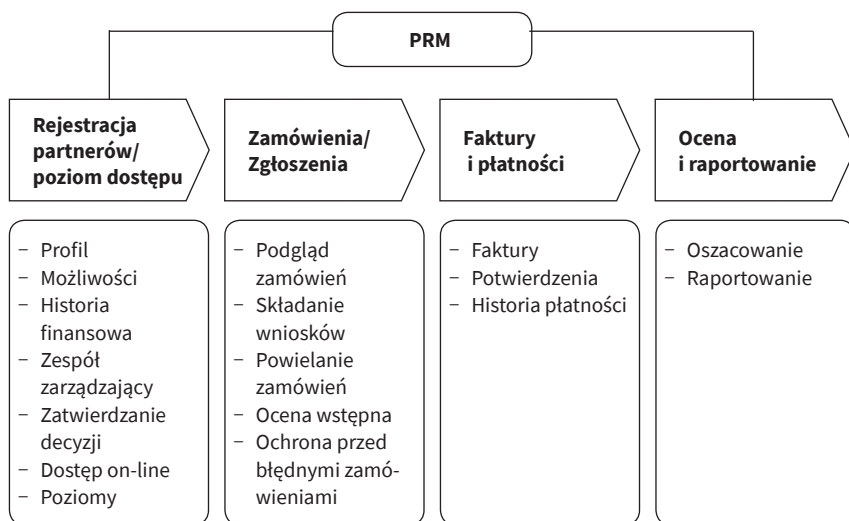 PRM
Rejestracja
partnerów/
poziom dostępu
Zamówienia/
Zgłoszenia
Faktury
i płatności
Ocena
i raportowanie
– Profil
– Możliwości
– Historia
finansowa
– Zespół
zarządzający
– Zatwierdzanie
decyzji
– Dostęp on-line
– Poziomy
– Podgląd
zamówień
– Składanie
wniosków
– Powielanie
zamówień
– Ocena wstępna
– Ochrona przed
błędnymi zamó-
wieniami
– Faktury
– Potwierdzenia
– Historia płatności
– Oszacowanie
– Raportowanie